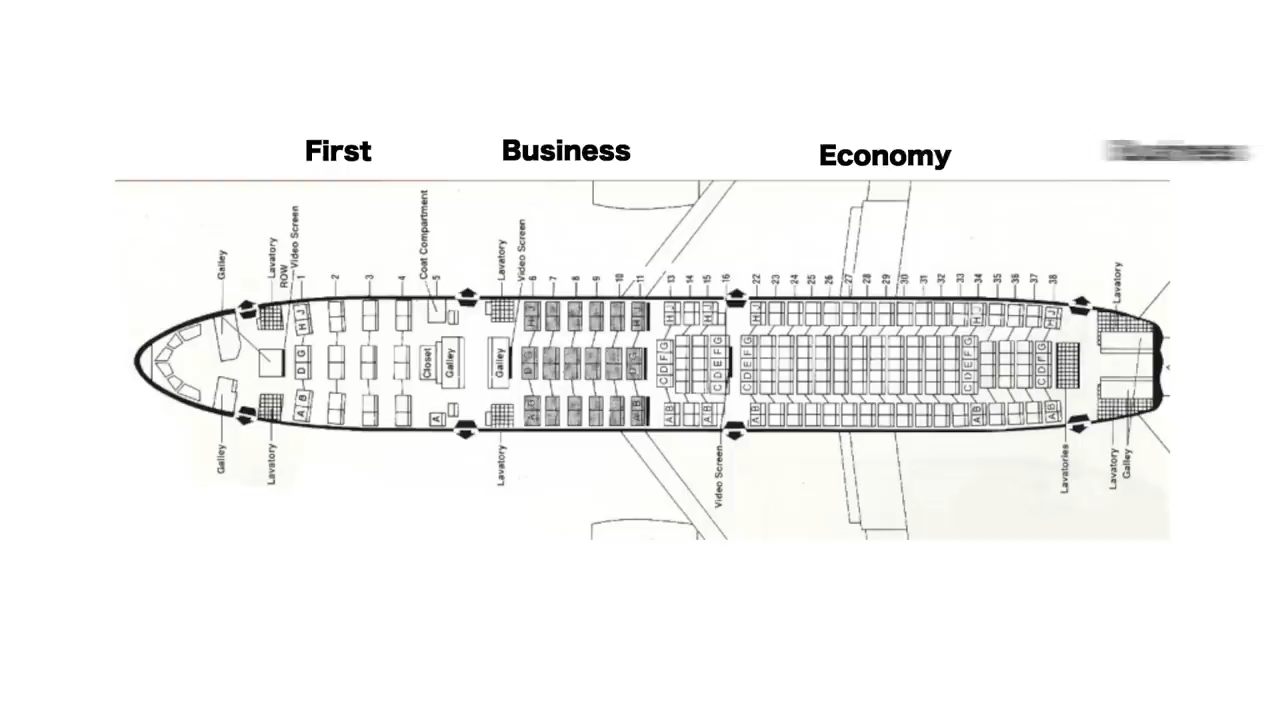 First Business Economy
Galley
Lavatory
ROW
Video Screen
Coat Compartment
Lavatory
Video Screen
Lavatory
1 2 3 4 5 6 7 8 9 10 11 13 14 15 16 22 23 24 25 26 27 28 29 30 31 32 33 34 35 36 37 38
H J H J H J H J H J H J H J H J
D G Closet Galley Galley D G D G C D F G C D E F G C D E F G C D E F G C D F G
A B A A G A B A B A B A B A B A B
Galley
Lavatory
Lavatory
Video Screen
Lavatories
Lavatory
Galley